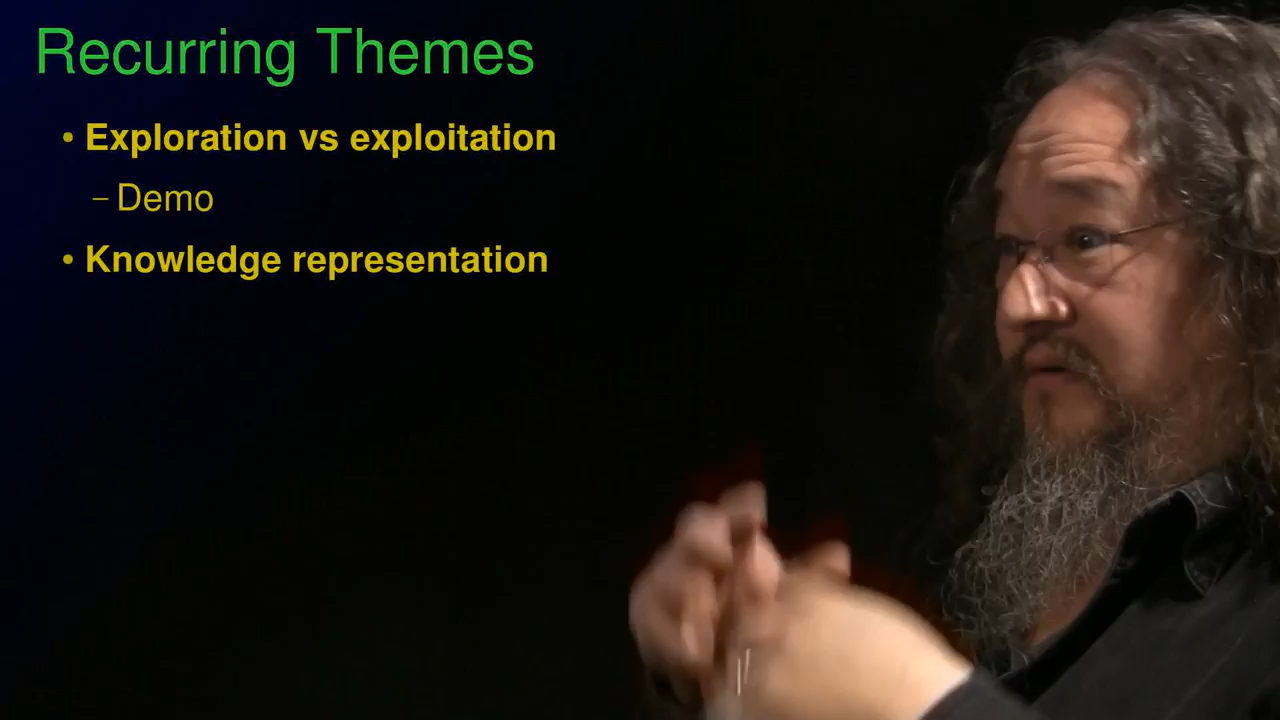 Recurring Themes
• Exploration vs exploitation
– Demo
• Knowledge representation